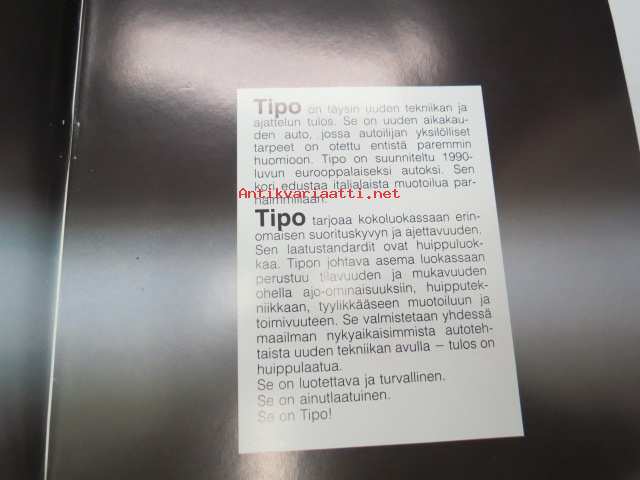 Tipo on täysin uuden tekniikan ja
ajattelun tulos. Se on uuden aikakau-
den auto, jossa autoilijan yksilölliset
tarpeet on otettu entistä paremmin
huomioon. Tipo on suunniteltu 1990-
luvun eurooppalaiseksi autoksi. Sen
Antikvariaatti.net
kori edustaa italialaista muotoilua par-
haimmillaan.
Tipo tarjoaa kokoluokassaan erin-
omaisen suorituskyvyn ja ajettavuuden.
Sen laatustandardit ovat huippuluok-
kaa. Tipon johtava asema luokassaan
perustuu tilavuuden ja mukavuuden
ohella ajo-ominaisuuksiin, huipputek-
niikkaan, tyylikkääseen muotoiluun ja
toimivuuteen. Se valmistetaan yhdessä
maailman nykyaikaisimmista autoteh-
taista uuden tekniikan avulla – tulos on
huippulaatua.
Se on luotettava ja turvallinen.
Se on ainutlaatuinen.
Se on Tipo!